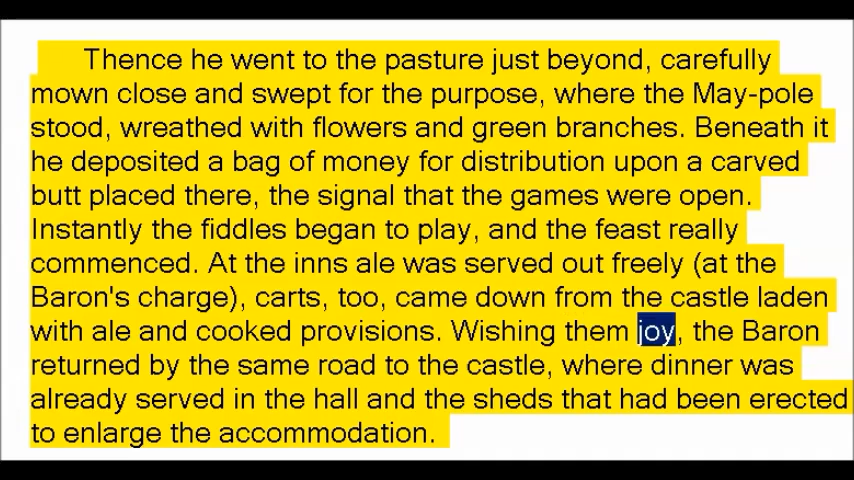 Thence he went to the pasture just beyond, carefully
mown close and swept for the purpose, where the May-pole
stood, wreathed with flowers and green branches. Beneath it
he deposited a bag of money for distribution upon a carved
butt placed there, the signal that the games were open.
Instantly the fiddles began to play, and the feast really
commenced. At the inns ale was served out freely (at the
Baron's charge), carts, too, came down from the castle laden
with ale and cooked provisions. Wishing them joy, the Baron
returned by the same road to the castle, where dinner was
already served in the hall and the sheds that had been erected
to enlarge the accommodation.